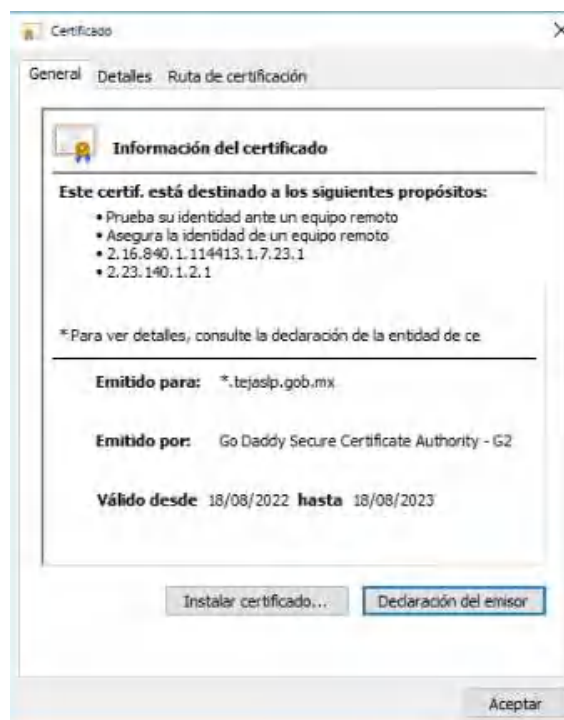 Certificado
General Detalles Ruta de certificación
Información del certificado
Este certif. está destinado a los siguientes propósitos:
• Prueba su identidad ante un equipo remoto
• Asegura la identidad de un equipo remoto
• 2.16.840.1.114413.1.7.23.1
• 2.23.140.1.2.1
* Para ver detalles, consulte la declaración de la entidad de ce
Emitido para: *.tejaslp.gob.mx
Emitido por: Go Daddy Secure Certificate Authority - G2
Válido desde 18/08/2022 hasta 18/08/2023
Instalar certificado... Declaración del emisor
Aceptar